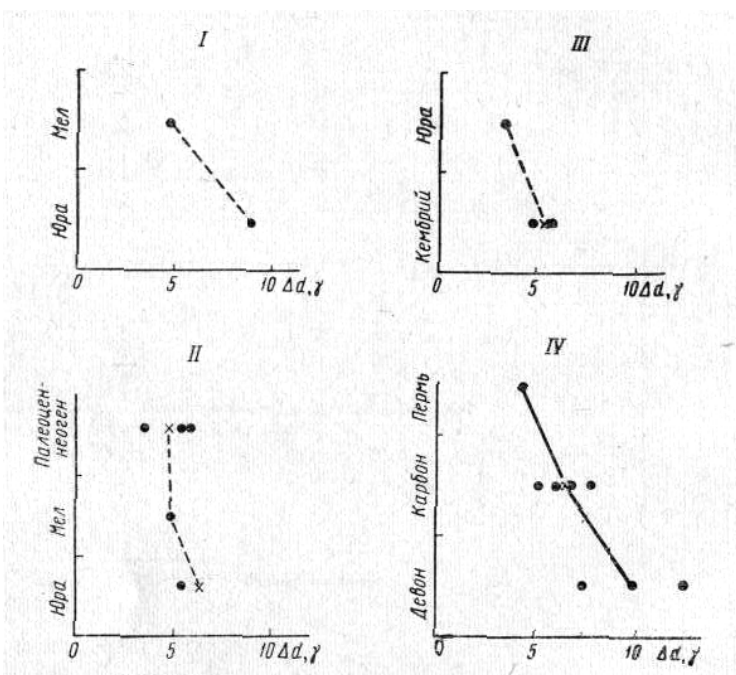 I
Мел
Юра
0 5 10 Δd, γ
III
Юра
Кембрий
0 5 10 Δd, γ
II
Палеоцен-
неоген
Мел
Юра
0 5 10 Δd, γ
IV
Пермь
Карбон
Девон
0 5 10 Δd, γ